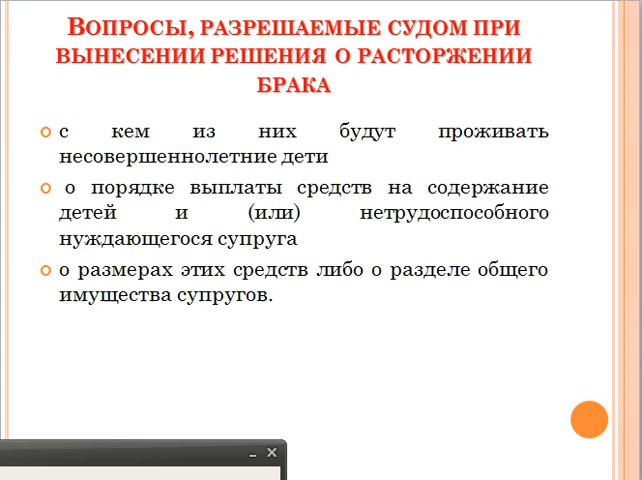 Вопросы, разрешаемые судом при
вынесении решения о расторжении
брака
с кем из них будут проживать
несовершеннолетние дети
о порядке выплаты средств на содержание
детей и (или) нетрудоспособного
нуждающегося супруга
о размерах этих средств либо о разделе общего
имущества супругов.